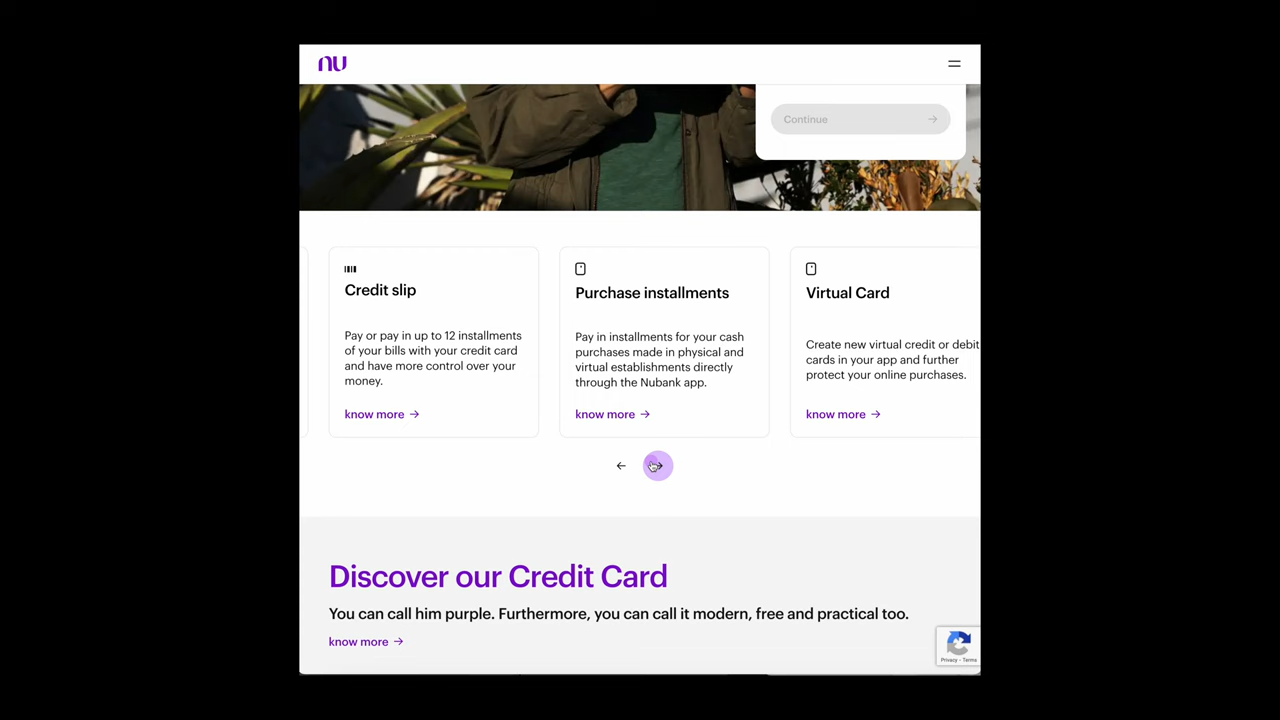 nu
Continue
Credit slip
Pay or pay in up to 12 installments
of your bills with your credit card
and have more control over your
money.
know more
Purchase installments
Pay in installments for your cash
purchases made in physical and
virtual establishments directly
through the Nubank app.
know more
Virtual Card
Create new virtual credit or debit
cards in your app and further
protect your online purchases.
know more
Discover our Credit Card
You can call him purple. Furthermore, you can call it modern, free and practical too.
know more
Privacy - Terms